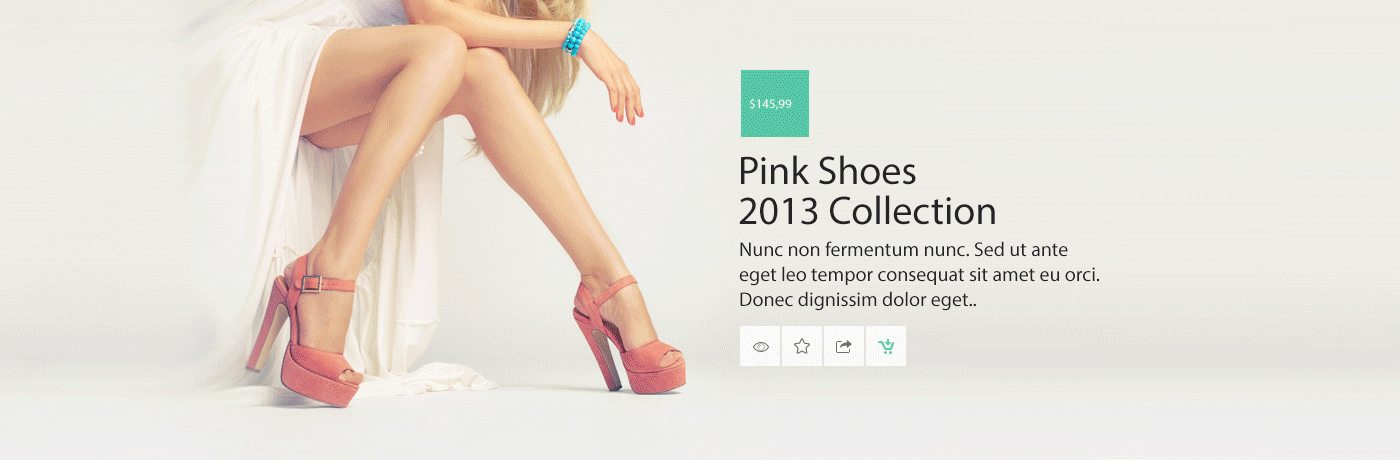 $145,99
Pink Shoes
2013 Collection
Nunc non fermentum nunc. Sed ut ante
eget leo tempor consequat sit amet eu orci.
Donec dignissim dolor eget..